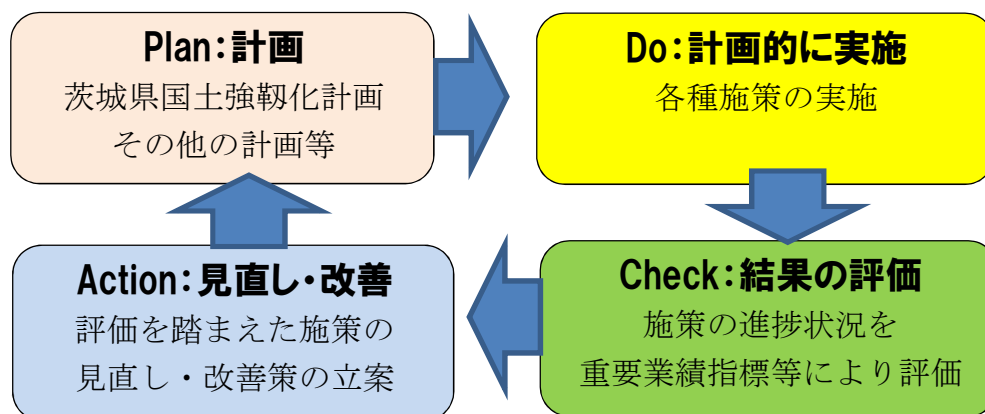 Plan：計画
茨城県国土強靱化計画
その他の計画等
Do：計画的に実施
各種施策の実施
Check：結果の評価
施策の進捗状況を
重要業績指標等により評価
Action：見直し・改善
評価を踏まえた施策の
見直し・改善策の立案